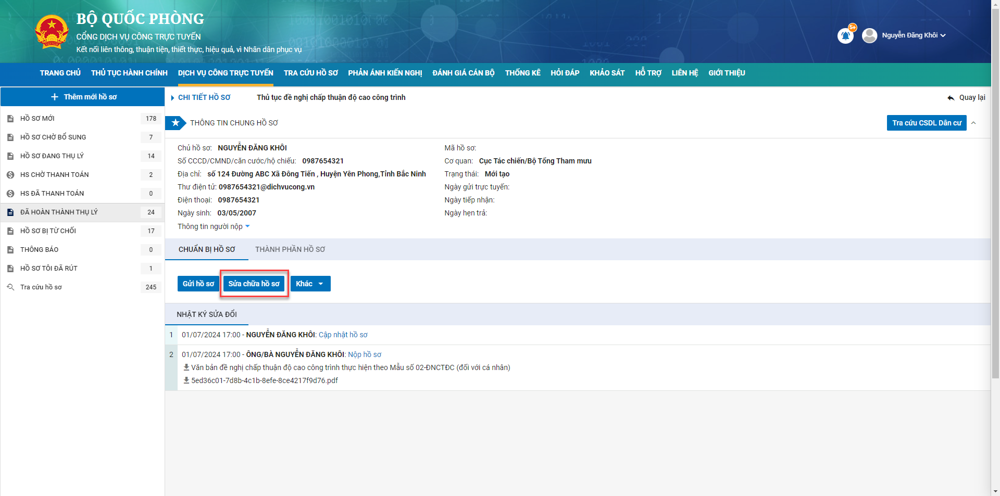 BỘ QUỐC PHÒNG
CỔNG DỊCH VỤ CÔNG TRỰC TUYẾN
Kết nối liên thông, thuận tiện, thiết thực, hiệu quả, vì Nhân dân phục vụ
5+
Nguyễn Đăng Khôi
TRANG CHỦ THỦ TỤC HÀNH CHÍNH DỊCH VỤ CÔNG TRỰC TUYẾN TRA CỨU HỒ SƠ PHẢN ÁNH KIẾN NGHỊ ĐÁNH GIÁ CÁN BỘ THỐNG KÊ HỎI ĐÁP KHẢO SÁT HỖ TRỢ LIÊN HỆ GIỚI THIỆU
Thêm mới hồ sơ
HỒ SƠ MỚI 178
HỒ SƠ CHỜ BỔ SUNG 7
HỒ SƠ ĐANG THỤ LÝ 14
HS CHỜ THANH TOÁN 2
HS ĐÃ THANH TOÁN 0
ĐÃ HOÀN THÀNH THỤ LÝ 24
HỒ SƠ BỊ TỪ CHỐI 17
THÔNG BÁO 0
HỒ SƠ TÔI ĐÃ RÚT 1
Tra cứu hồ sơ 245
CHI TIẾT HỒ SƠ Thủ tục đề nghị chấp thuận độ cao công trình Quay lại
THÔNG TIN CHUNG HỒ SƠ Tra cứu CSDL Dân cư
Chủ hồ sơ: NGUYỄN ĐĂNG KHÔI
Số CCCD/CMND/căn cước/hộ chiếu: 0987654321
Địa chỉ: số 124 Đường ABC Xã Đông Tiến , Huyện Yên Phong,Tỉnh Bắc Ninh
Thư điện tử: 0987654321@dichvucong.vn
Điện thoại: 0987654321
Ngày sinh: 03/05/2007
Thông tin người nộp
Mã hồ sơ:
Cơ quan: Cục Tác chiến/Bộ Tổng Tham mưu
Trạng thái: Mới tạo
Ngày gửi trực tuyến:
Ngày tiếp nhận:
Ngày hẹn trả:
CHUẨN BỊ HỒ SƠ THÀNH PHẦN HỒ SƠ
Gửi hồ sơ Sửa chữa hồ sơ Khác
NHẬT KÝ SỬA ĐỔI
1 01/07/2024 17:00 - NGUYỄN ĐĂNG KHÔI: Cập nhật hồ sơ
2 01/07/2024 17:00 - ÔNG/BÀ NGUYỄN ĐĂNG KHÔI: Nộp hồ sơ
Văn bản đề nghị chấp thuận độ cao công trình thực hiện theo Mẫu số 02-ĐNCTĐC (đối với cá nhân)
5ed36c01-7d8b-4c1b-8efe-8ce4217f9d76.pdf